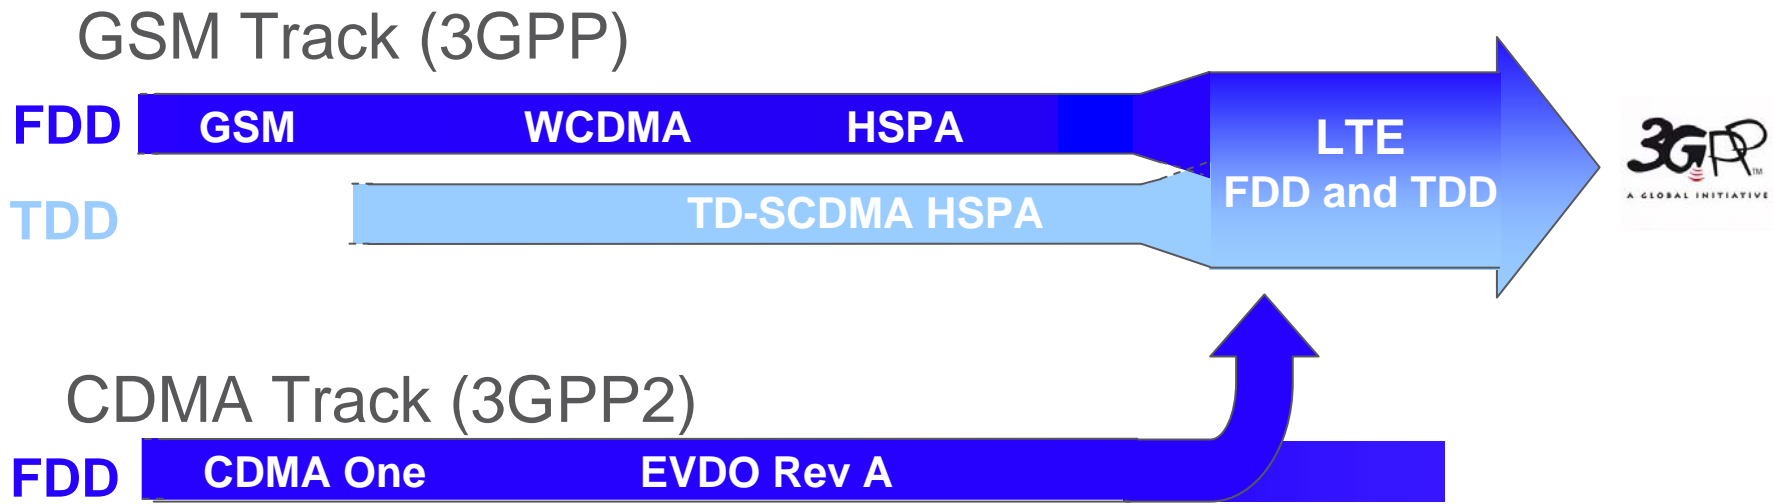 GSM Track (3GPP)
FDD GSM WCDMA HSPA
LTE
FDD and TDD
TDD TD-SCDMA HSPA
3GPP™
A GLOBAL INITIATIVE
CDMA Track (3GPP2)
FDD CDMA One EVDO Rev A